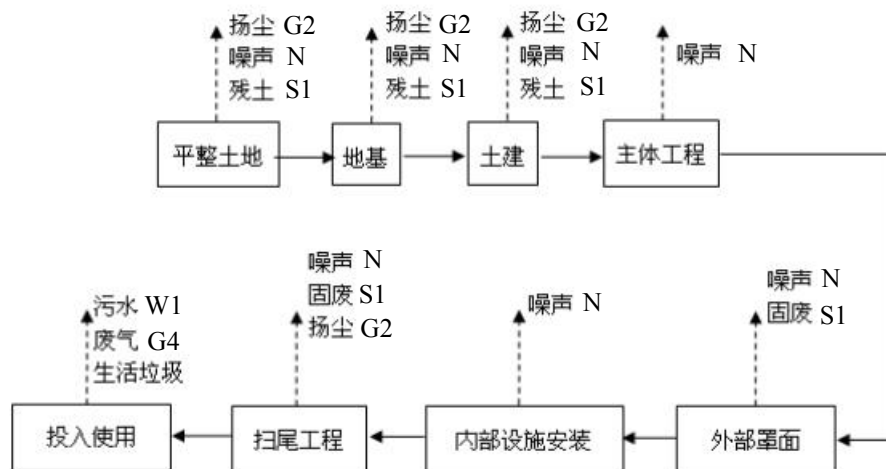 扬尘 G2
噪声 N
残土 S1
扬尘 G2
噪声 N
残土 S1
扬尘 G2
噪声 N
残土 S1
噪声 N
平整土地
地基
土建
主体工程
污水 W1
废气 G4
生活垃圾
噪声 N
固废 S1
扬尘 G2
噪声 N
噪声 N
固废 S1
投入使用
扫尾工程
内部设施安装
外部罩面